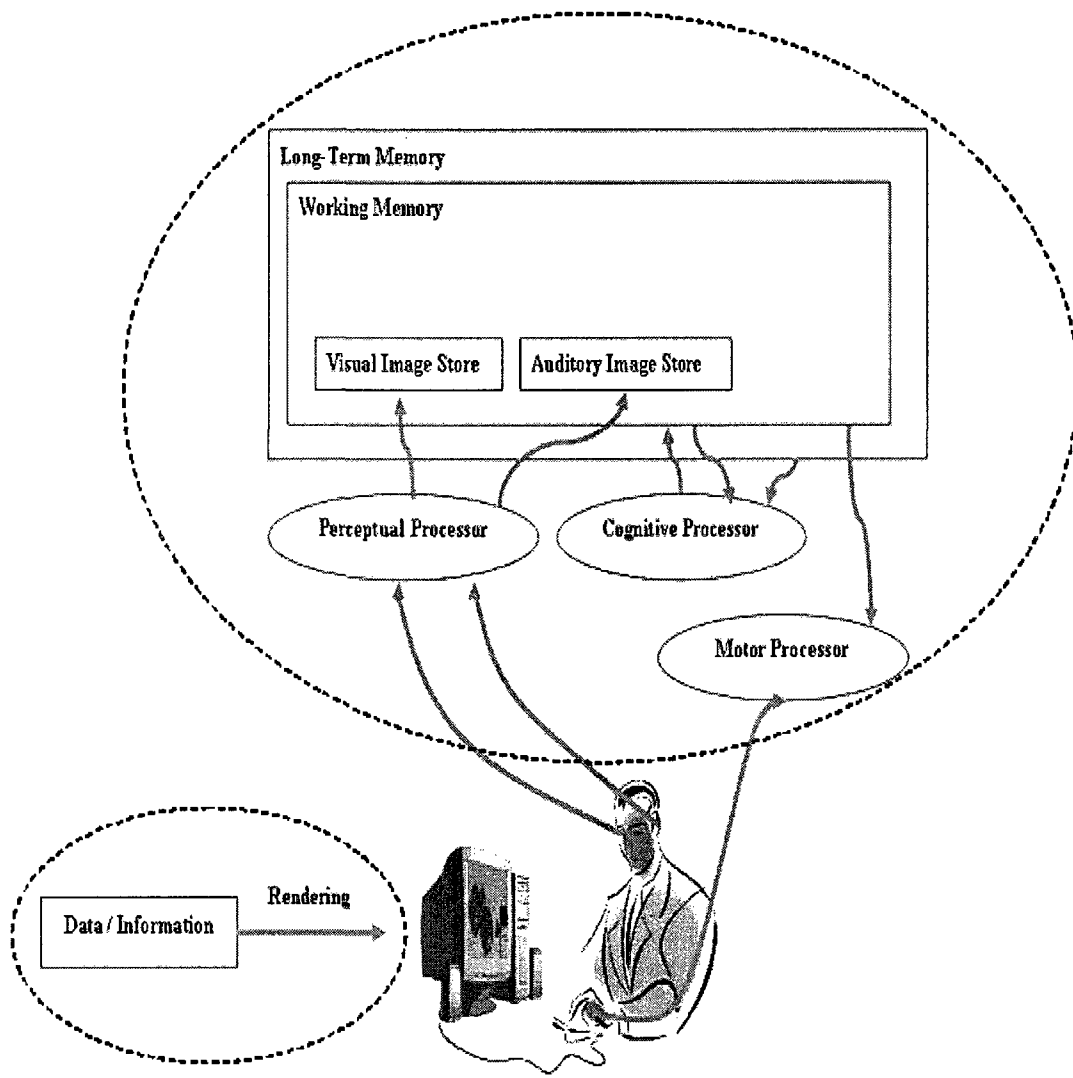 Long-Term Memory
Working Memory
Visual Image Store
Auditory Image Store
Perceptual Processor
Cognitive Processor
Motor Processor
Rendering
Data / Information